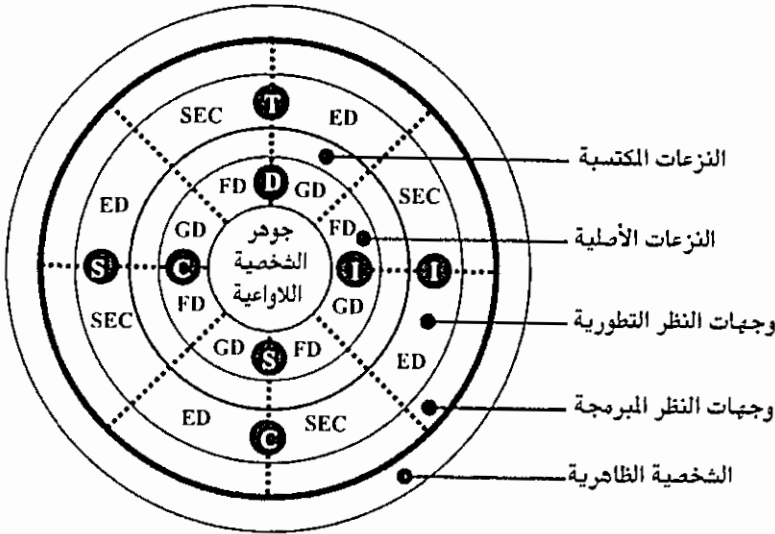 T
SEC
ED
النزعات المكتسبة
D
FD
GD
ED
SEC
GD
FD
النزعات الأصلية
جوهر
الشخصية
اللاواعية
S
C
I
I
SEC
FD
GD
وجهات النظر التطورية
GD
S
FD
ED
وجهات النظر المبرمجة
ED
C
SEC
الشخصية الظاهرية